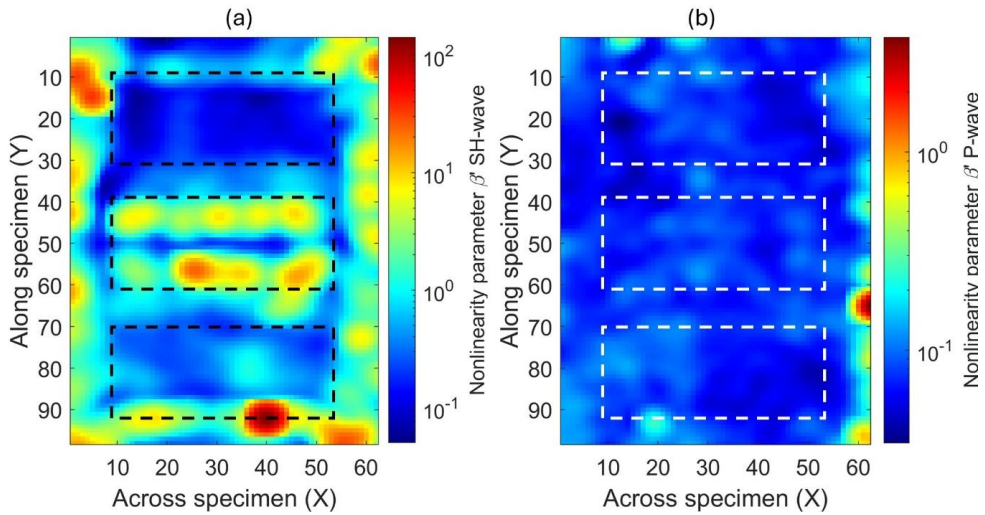 (a)
(b)
10
20
30
40
50
60
70
80
90
Along specimen (Y)
10 20 30 40 50 60
Across specimen (X)
10²
10¹
10⁰
10⁻¹
Nonlinearity parameter β' SH-wave
10
20
30
40
50
60
70
80
90
Along specimen (Y)
10 20 30 40 50 60
Across specimen (X)
10⁰
10⁻¹
Nonlinearity parameter β' P-wave